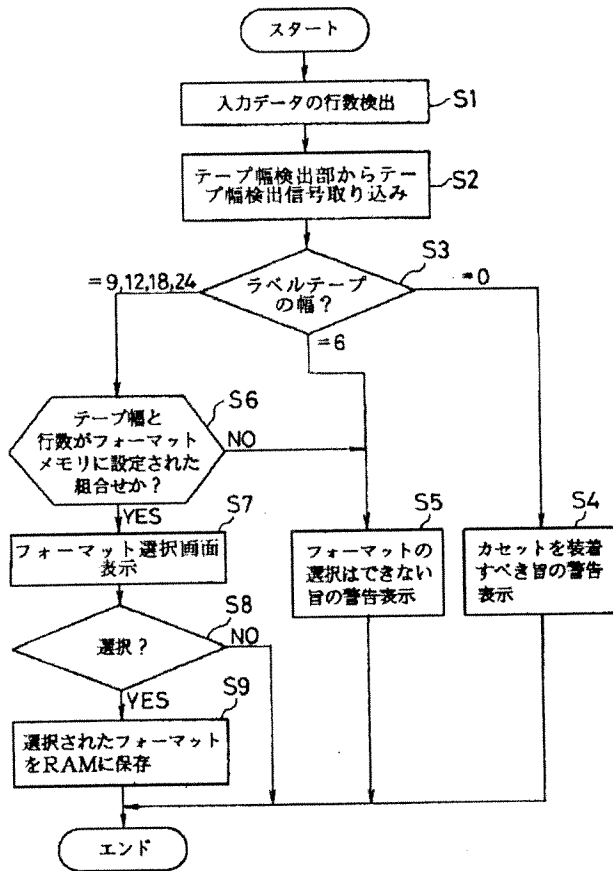 スタート
入力データの行数検出
S1
テープ幅検出部からテー
プ幅検出信号取り込み
S2
ラベルテープ
の幅?
S3
=9,12,18,24
=0
=6
テープ幅と
行数がフォーマット
メモリに設定された
組合せか?
S6
NO
YES
フォーマット選択画面
表示
S7
フォーマットの
選択はできない
旨の警告表示
S5
カセットを装着
すべき旨の警告
表示
S4
選択?
S8
NO
YES
選択されたフォーマット
をRAMに保存
S9
エンド